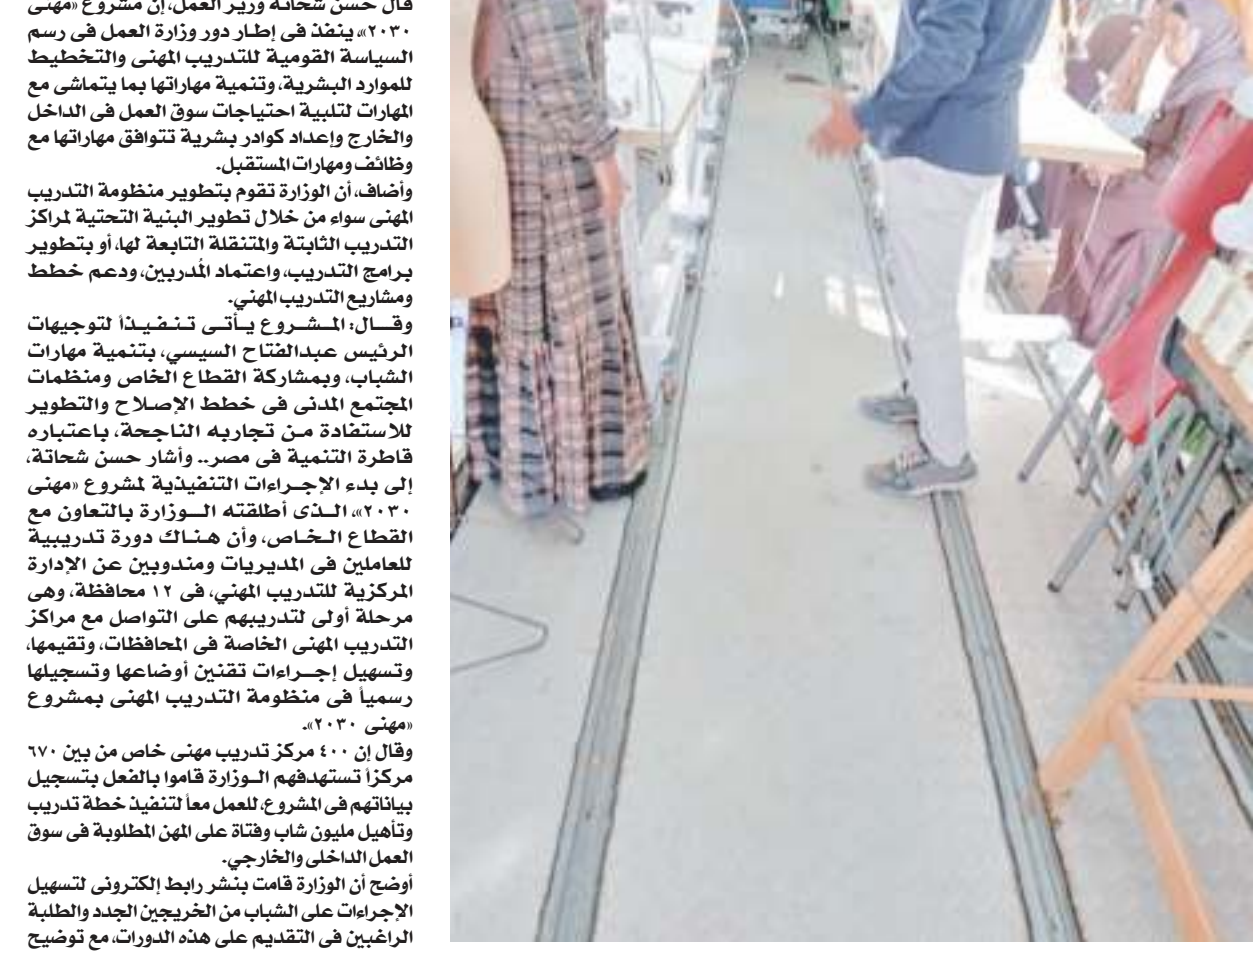 قال حسن شحاتة وزير العمل، إن مشروع «مهنى
٢٠٣٠»، ينفذ فى إطار دور وزارة العمل فى رسم
السياسة القومية للتدريب المهنى والتخطيط
للموارد البشرية، وتنمية مهاراتها بما يتماشى مع
المهارات لتلبية احتياجات سوق العمل فى الداخل
والخارج وإعداد كوادر بشرية تتوافق مهاراتها مع
وظائف ومهارات المستقبل.
وأضاف، أن الوزارة تقوم بتطوير منظومة التدريب
المهنى سواء من خلال تطوير البنية التحتية لمراكز
التدريب الثابتة والمتنقلة التابعة لها، أو بتطوير
برامج التدريب، واعتماد المُدربين، ودعم خطط
ومشاريع التدريب المهني.
وقال: المشروع يأتى تنفيذاً لتوجيهات
الرئيس عبدالفتاح السيسي، بتنمية مهارات
الشباب، وبمشاركة القطاع الخاص ومنظمات
المجتمع المدنى فى خطط الإصلاح والتطوير
للاستفادة من تجاربه الناجحة، باعتباره
قاطرة التنمية فى مصر.. وأشار حسن شحاتة،
إلى بدء الإجراءات التنفيذية لمشروع «مهنى
٢٠٣٠»، الذى أطلقته الوزارة بالتعاون مع
القطاع الخاص، وأن هناك دورة تدريبية
للعاملين فى المديريات ومندوبين عن الإدارة
المركزية للتدريب المهني، فى ١٢ محافظة، وهى
مرحلة أولى لتدريبهم على التواصل مع مراكز
التدريب المهنى الخاصة فى المحافظات، وتقيمها،
وتسهيل إجراءات تقنين أوضاعها وتسجيلها
رسمياً فى منظومة التدريب المهنى بمشروع
«مهنى ٢٠٣٠».
وقال إن ٤٠٠ مركز تدريب مهنى خاص من بين ٦٧٠
مركزاً تستهدفهم الوزارة قاموا بالفعل بتسجيل
بياناتهم فى المشروع، للعمل معاً لتنفيذ خطة تدريب
وتأهيل مليون شاب وفتاة على المهن المطلوبة فى سوق
العمل الداخلى والخارجي.
أوضح أن الوزارة قامت بنشر رابط إلكترونى لتسهيل
الإجراءات على الشباب من الخريجين الجدد والطلبة
الراغبين فى التقديم على هذه الدورات، مع توضيح